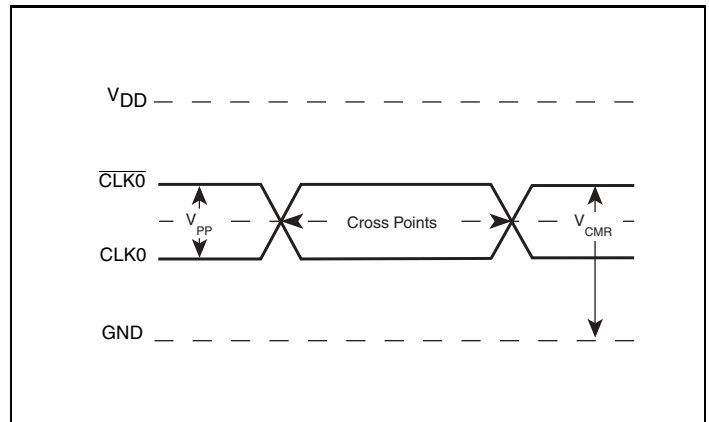 VDD
CLK0
VPP
Cross Points
VCMR
CLK0
GND